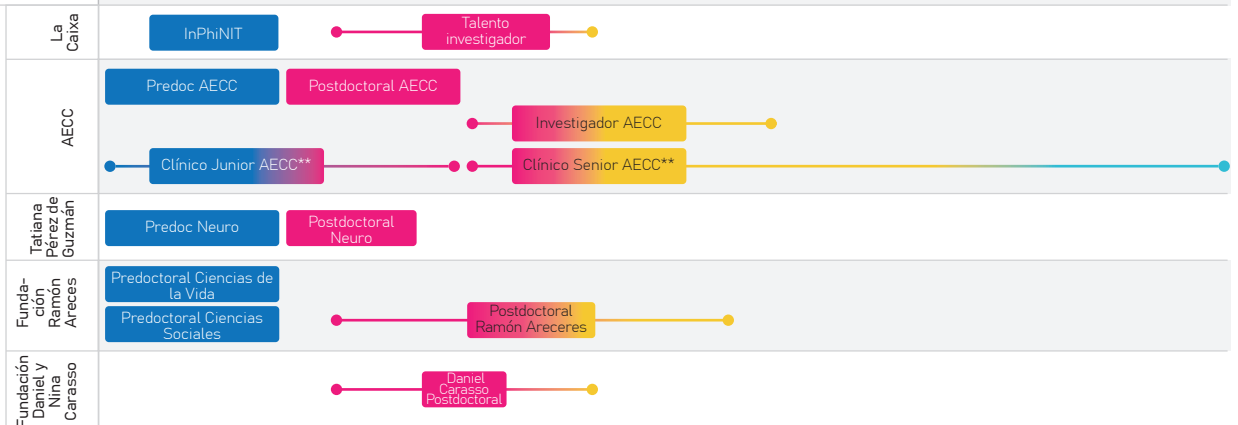 La
Caixa
InPhiNIT
Talento
investigador
AECC
Predoc AECC
Postdoctoral AECC
Investigador AECC
Clínico Junior AECC**
Clínico Senior AECC**
Tatiana
Pérez de
Guzmán
Predoc Neuro
Postdoctoral
Neuro
Funda-
ción
Ramón
Areces
Predoctoral Ciencias de
la Vida
Predoctoral Ciencias
Sociales
Postdoctoral
Ramón Areceres
Fundación
Daniel y
Nina
Carasso
Daniel
Carasso
Postdoctoral